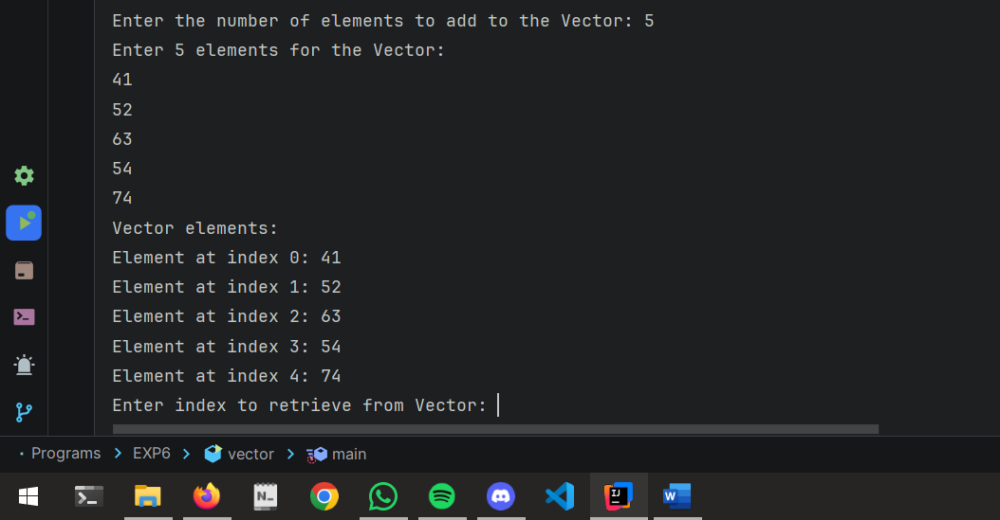 Enter the number of elements to add to the Vector: 5
Enter 5 elements for the Vector:
41
52
63
54
74
Vector elements:
Element at index 0: 41
Element at index 1: 52
Element at index 2: 63
Element at index 3: 54
Element at index 4: 74
Enter index to retrieve from Vector:
Programs > EXP6 > vector > main